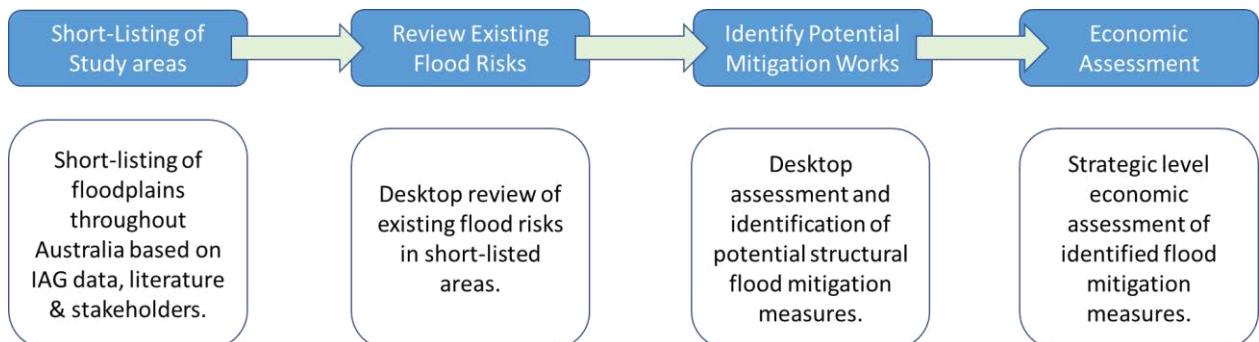 Short-Listing of
Study areas
Review Existing
Flood Risks
Identify Potential
Mitigation Works
Economic
Assessment
Short-listing of
floodplains
throughout
Australia based on
IAG data, literature
& stakeholders.
Desktop review of
existing flood risks
in short-listed
areas.
Desktop
assessment and
identification of
potential structural
flood mitigation
measures.
Strategic level
economic
assessment of
identified flood
mitigation
measures.